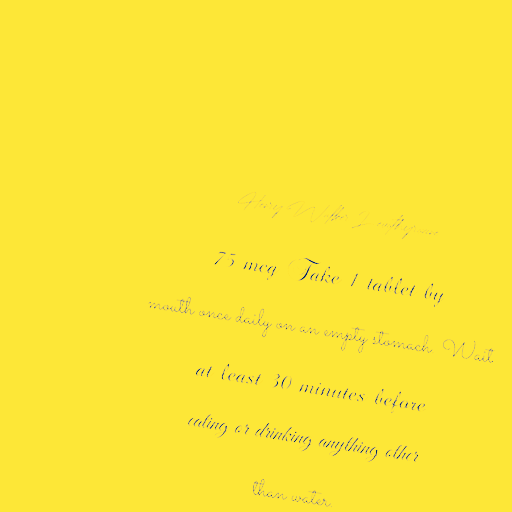 75 mcg Take 1 tablet by
mouth once daily on an empty stomach. Wait
at least 30 minutes before
eating or drinking anything other
than water